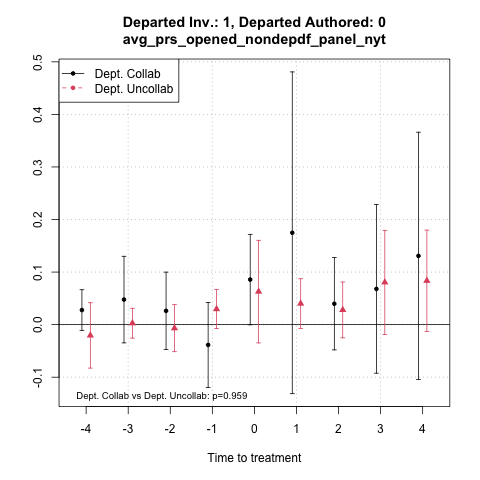 Departed Inv.: 1, Departed Authored: 0
avg_prs_opened_nondepdf_panel_nyt
Dept. Collab
Dept. Uncollab
0.5
0.4
0.3
0.2
0.1
0.0
-0.1
Dept. Collab vs Dept. Uncollab: p=0.959
-4 -3 -2 -1 0 1 2 3 4
Time to treatment